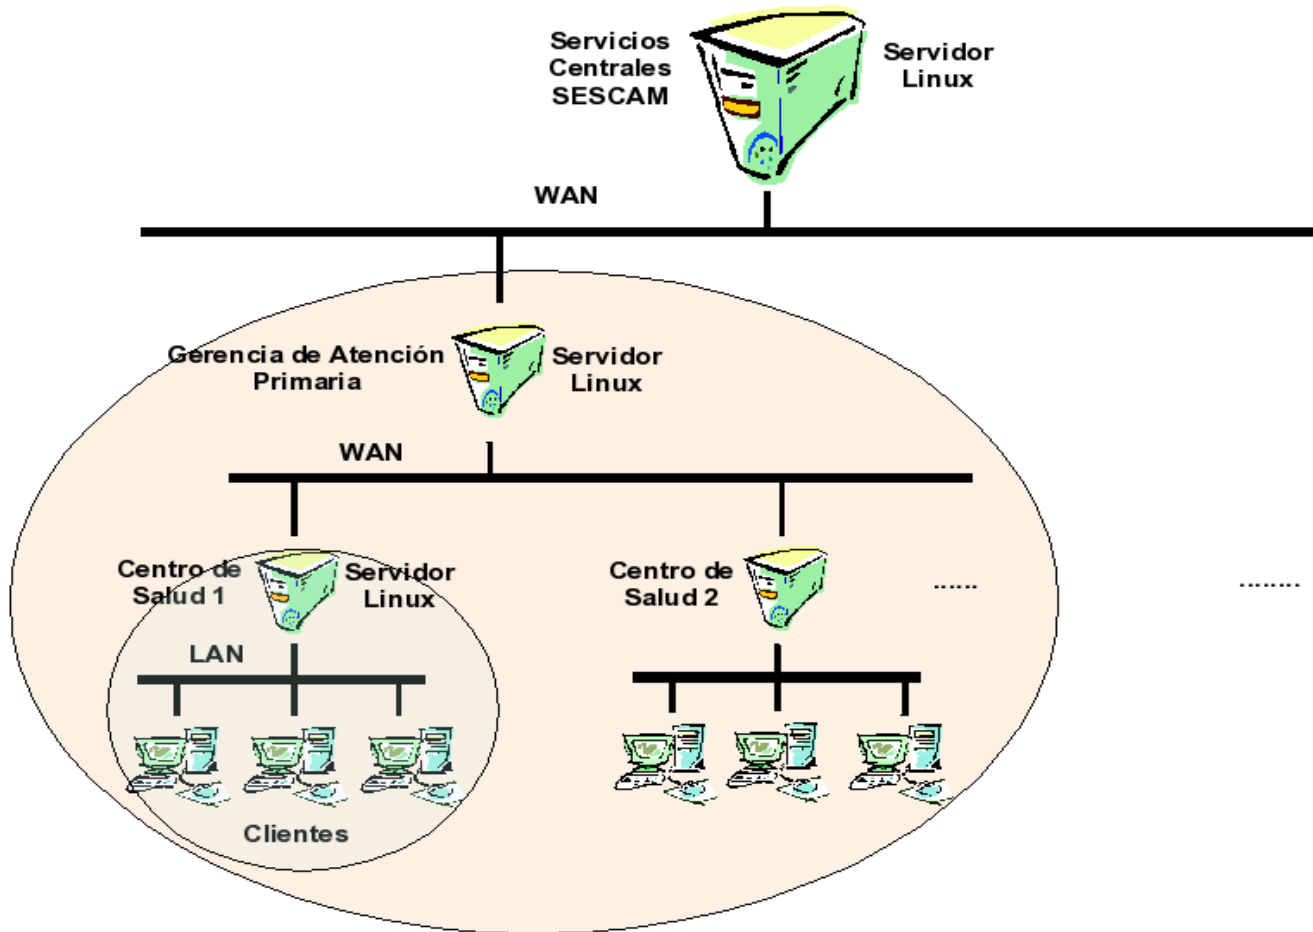 Servicios
Centrales
SESCAM
Servidor
Linux
WAN
Gerencia de Atención
Primaria
Servidor
Linux
WAN
Centro de
Salud 1
Servidor
Linux
Centro de
Salud 2
......
.......
LAN
Clientes